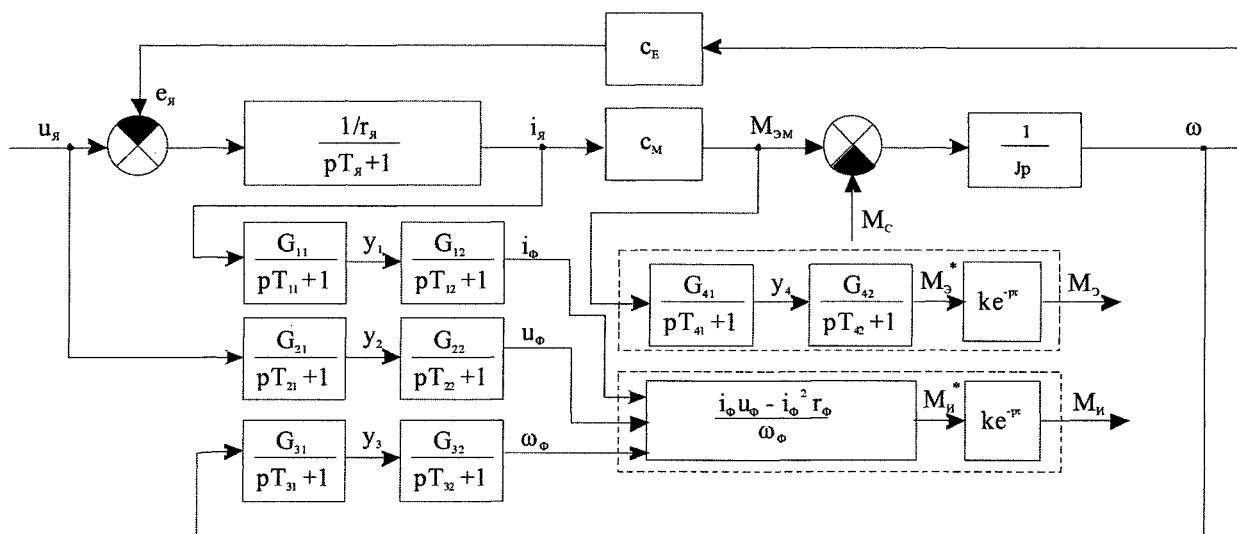 c_E
e_я
u_я
1/r_я
pT_я+1
i_я
c_м
M_эм
1
Jp
ω
M_c
G_11
pT_11+1
y_1
G_12
pT_12+1
i_ф
G_41
pT_41+1
y_4
G_42
pT_42+1
M_э*
ke^-pτ
M_э
G_21
pT_21+1
y_2
G_22
pT_22+1
u_ф
i_ф u_ф - i_ф^2 r_ф
ω_ф
M_и*
ke^-pτ
M_и
G_31
pT_31+1
y_3
G_32
pT_32+1
ω_ф